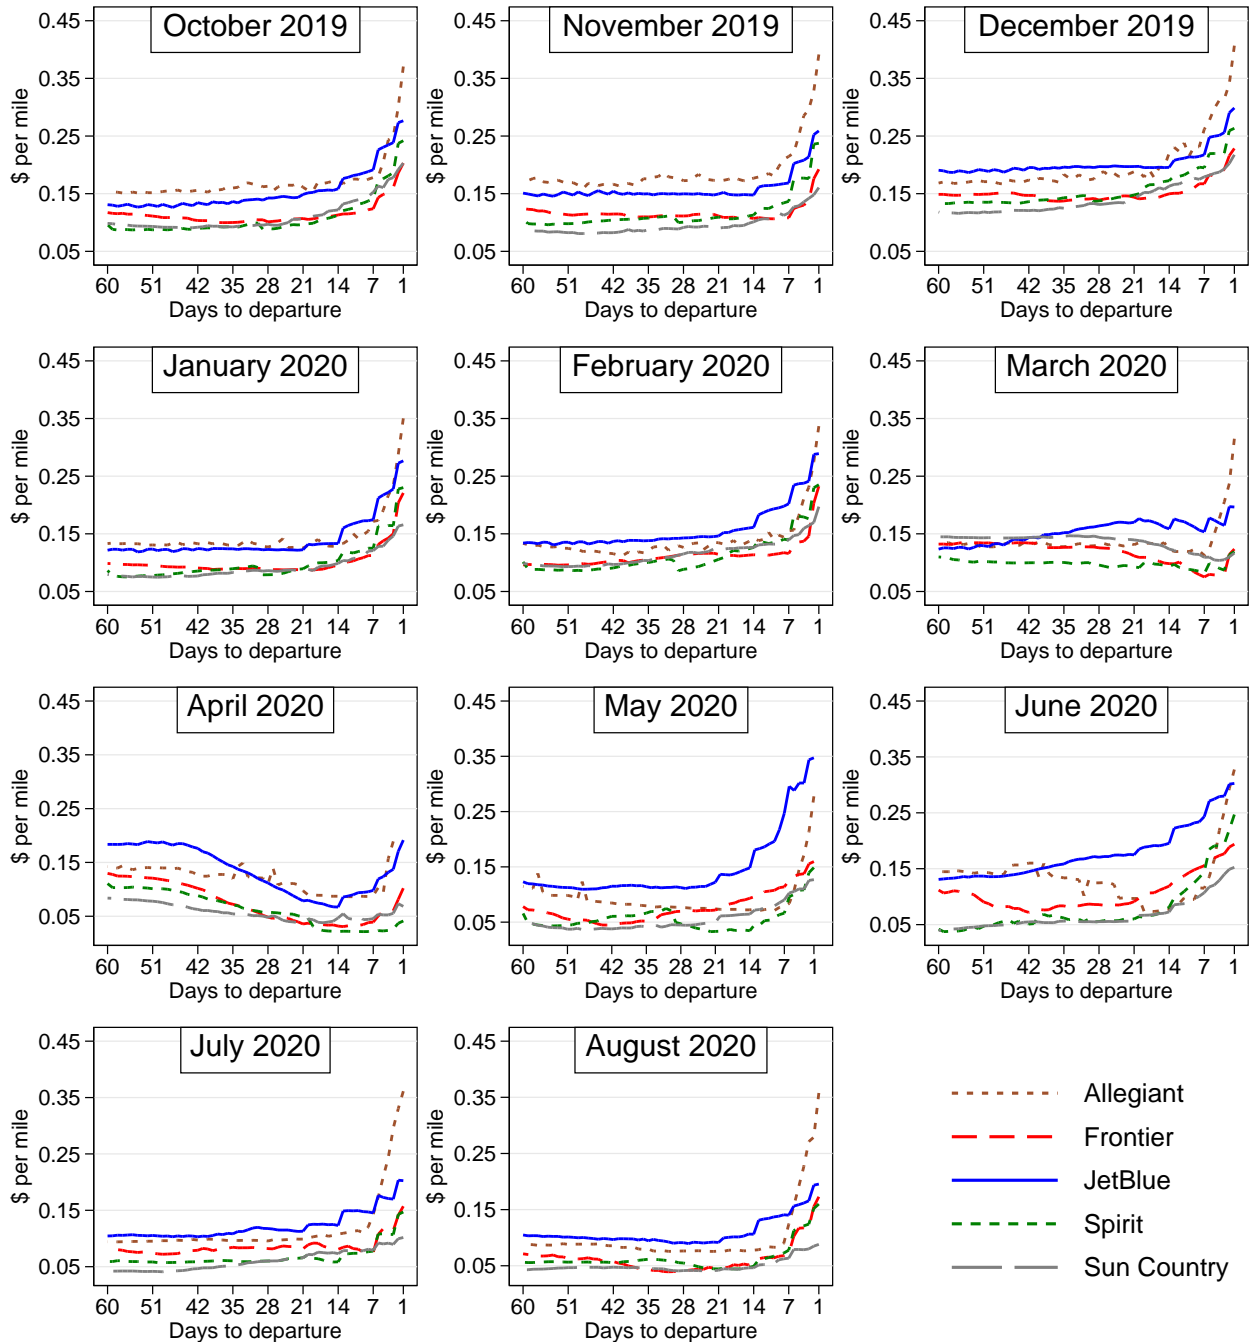 October 2019
$ per mile
0.45
0.35
0.25
0.15
0.05
60 51 42 35 28 21 14 7 1
Days to departure
November 2019
$ per mile
0.45
0.35
0.25
0.15
0.05
60 51 42 35 28 21 14 7 1
Days to departure
December 2019
$ per mile
0.45
0.35
0.25
0.15
0.05
60 51 42 35 28 21 14 7 1
Days to departure
January 2020
$ per mile
0.45
0.35
0.25
0.15
0.05
60 51 42 35 28 21 14 7 1
Days to departure
February 2020
$ per mile
0.45
0.35
0.25
0.15
0.05
60 51 42 35 28 21 14 7 1
Days to departure
March 2020
$ per mile
0.45
0.35
0.25
0.15
0.05
60 51 42 35 28 21 14 7 1
Days to departure
April 2020
$ per mile
0.45
0.35
0.25
0.15
0.05
60 51 42 35 28 21 14 7 1
Days to departure
May 2020
$ per mile
0.45
0.35
0.25
0.15
0.05
60 51 42 35 28 21 14 7 1
Days to departure
June 2020
$ per mile
0.45
0.35
0.25
0.15
0.05
60 51 42 35 28 21 14 7 1
Days to departure
July 2020
$ per mile
0.45
0.35
0.25
0.15
0.05
60 51 42 35 28 21 14 7 1
Days to departure
August 2020
$ per mile
0.45
0.35
0.25
0.15
0.05
60 51 42 35 28 21 14 7 1
Days to departure
Allegiant
Frontier
JetBlue
Spirit
Sun Country